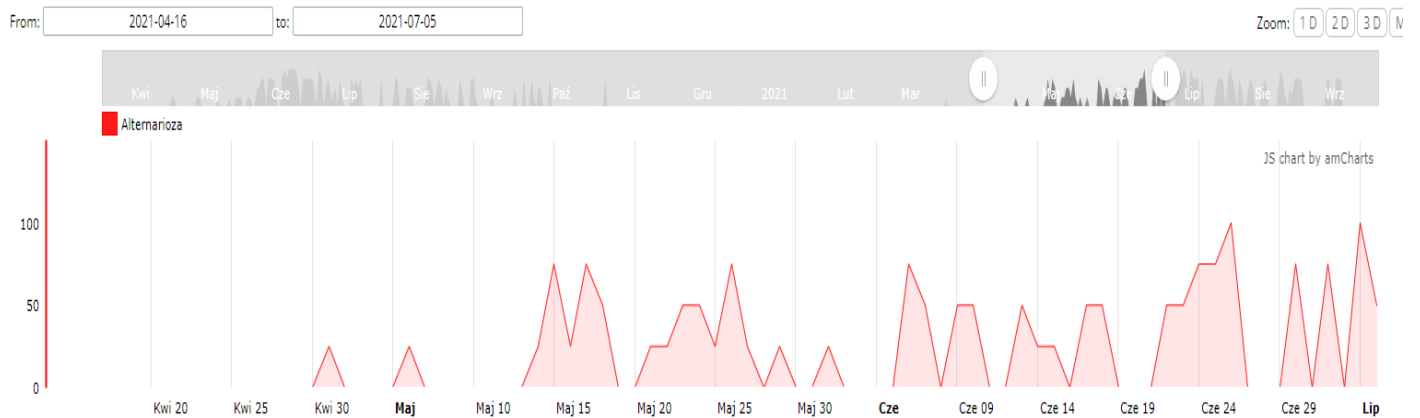 From: 2021-04-16 to: 2021-07-05 Zoom: 1 D 2 D 3 D M
Kwi Maj Cze Lip Sie Wrz Paź Lis Gru 2021 Lut Mar Maj Cze Lip Sie Wrz
Alternarioza
JS chart by amCharts
100
50
0
Kwi 20 Kwi 25 Kwi 30 Maj Maj 10 Maj 15 Maj 20 Maj 25 Maj 30 Cze Cze 09 Cze 14 Cze 19 Cze 24 Cze 29 Lip